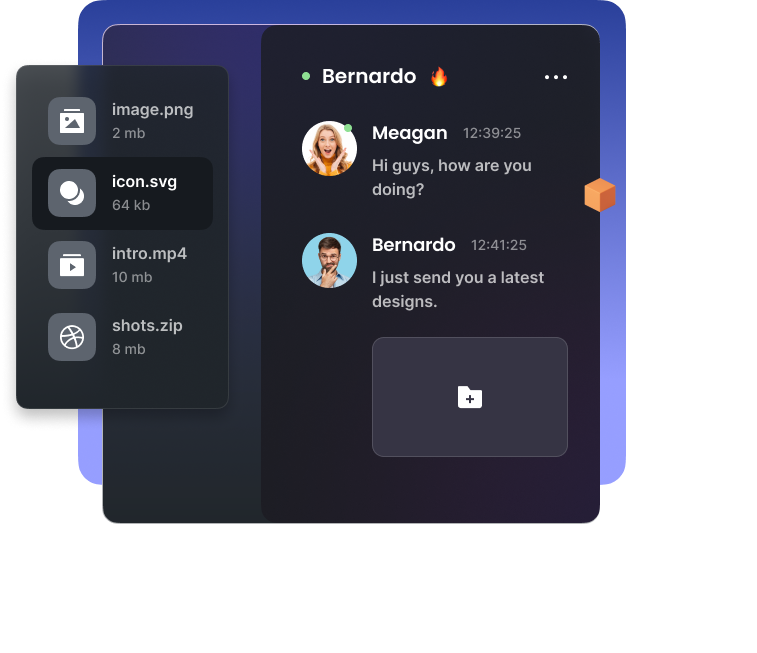 image.png
2 mb
icon.svg
64 kb
intro.mp4
10 mb
shots.zip
8 mb
Bernardo 🔥
Meagan 12:39:25
Hi guys, how are you
doing?
Bernardo 12:41:25
I just send you a latest
designs.